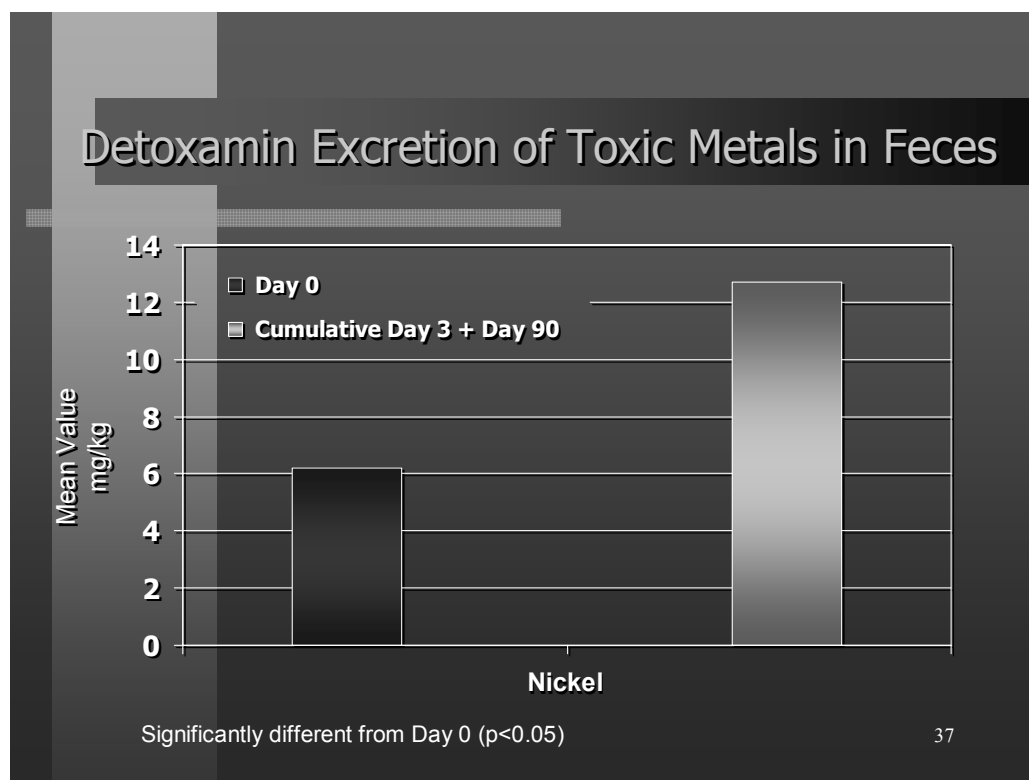 Detoxamin Excretion of Toxic Metals in Feces
14
12
10
8
6
4
2
0
Mean Value
mg/kg
Day 0
Cumulative Day 3 + Day 90
Nickel
Significantly different from Day 0 (p<0.05)
37